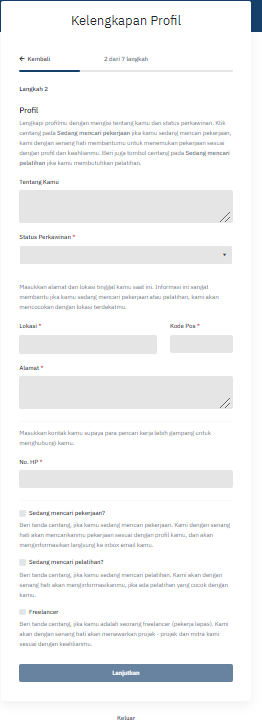 Kelengkapan Profil
← Kembali
2 dari 7 langkah
Langkah 2
Profil
Lengkapi profilmu dengan mengisi tentang kamu dan status perkawinan. Klik
centang pada Sedang mencari pekerjaan jika kamu sedang mencari pekerjaan,
kami dengan senang hati membantumu untuk menemukan pekerjaan sesuai
dengan profil dan keahlianmu. Beri juga tombol centang pada Sedang mencari
pelatihan jika kamu membutuhkan pelatihan.
Tentang Kamu
Status Perkawinan *
Masukkan alamat dan lokasi tinggal kamu saat ini. Informasi ini sangat
membantu jika kamu sedang mencari pekerjaan atau pelatihan, kami akan
mencocokan dengan lokasi terdekatmu.
Lokasi *
Kode Pos *
Alamat *
Masukkan kontak kamu supaya para pencari kerja lebih gampang untuk
menghubungi kamu.
No. HP *
Sedang mencari pekerjaan?
Beri tanda centang, jika kamu sedang mencari pekerjaan. Kami dengan senang
hati akan mencarikanmu pekerjaan sesuai dengan profil kamu, dan akan
menginformasikan langsung ke inbox email kamu.
Sedang mencari pelatihan?
Beri tanda centang, jika kamu sedang mencari pelatihan. Kami akan dengan
senang hati akan menginformasikanmu, jika ada pelatihan yang cocok dengan
kamu.
Freelancer
Beri tanda centang, jika kamu adalah seorang freelancer (pekerja lepas). Kami
akan dengan senang hati akan menawarkan projek - projek dan mitra kami
sesuai dengan keahlianmu.
Lanjutkan
Keluar